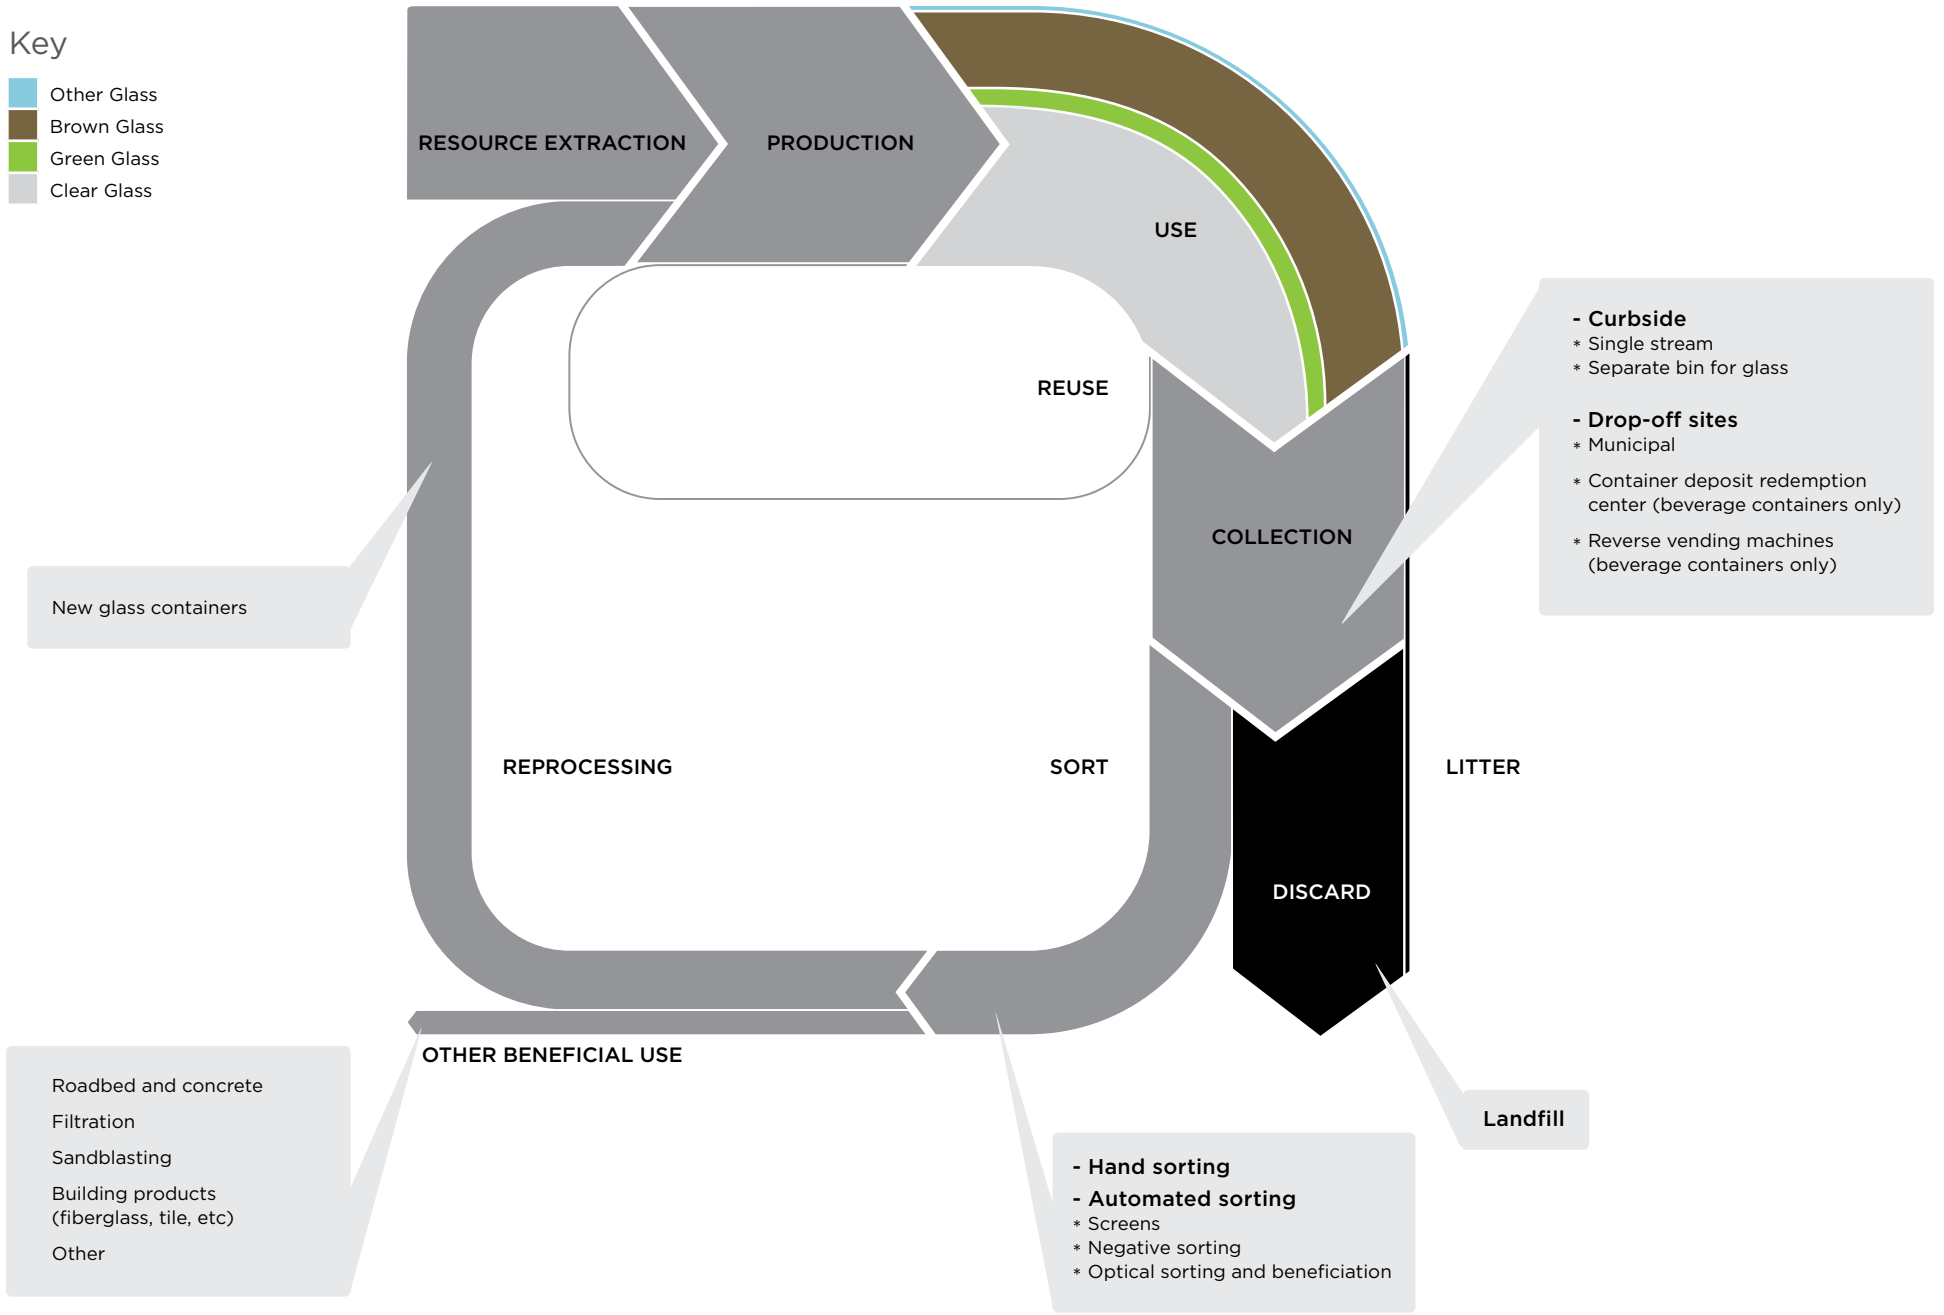 Key
Other Glass
Brown Glass
Green Glass
Clear Glass
RESOURCE EXTRACTION
PRODUCTION
USE
REUSE
- Curbside
* Single stream
* Separate bin for glass
- Drop-off sites
* Municipal
* Container deposit redemption
center (beverage containers only)
* Reverse vending machines
(beverage containers only)
COLLECTION
New glass containers
REPROCESSING
SORT
LITTER
DISCARD
OTHER BENEFICIAL USE
Roadbed and concrete
Filtration
Sandblasting
Building products
(fiberglass, tile, etc)
Other
- Hand sorting
- Automated sorting
* Screens
* Negative sorting
* Optical sorting and beneficiation
Landfill